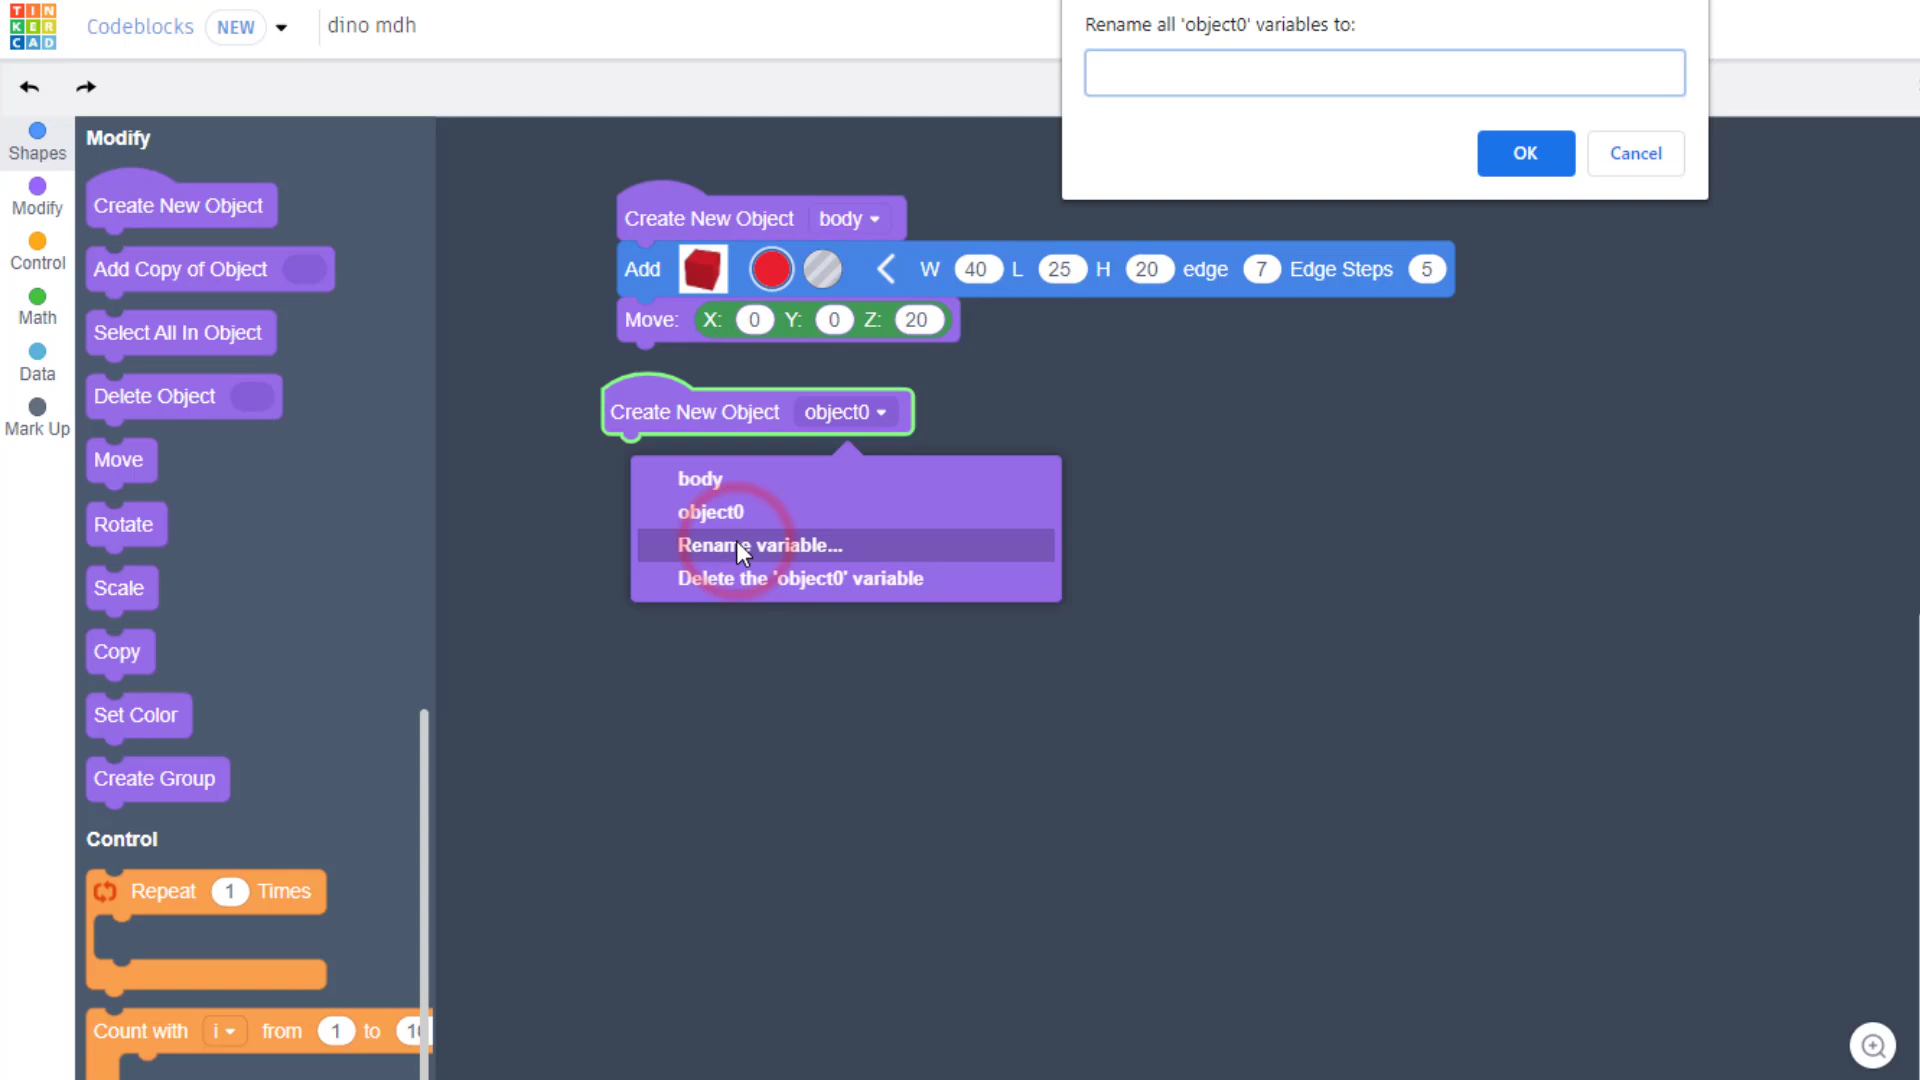 TIN
KER
CAD
Codeblocks NEW
dino mdh
Rename all 'object0' variables to:
OK Cancel
Shapes
Modify
Control
Math
Data
Mark Up
Modify
Create New Object
Add Copy of Object
Select All In Object
Delete Object
Move
Rotate
Scale
Copy
Set Color
Create Group
Control
Repeat 1 Times
Count with i from 1 to
Create New Object body
Add W 40 L 25 H 20 edge 7 Edge Steps 5
Move: X: 0 Y: 0 Z: 20
Create New Object object0
body
object0
Rename variable...
Delete the 'object0' variable